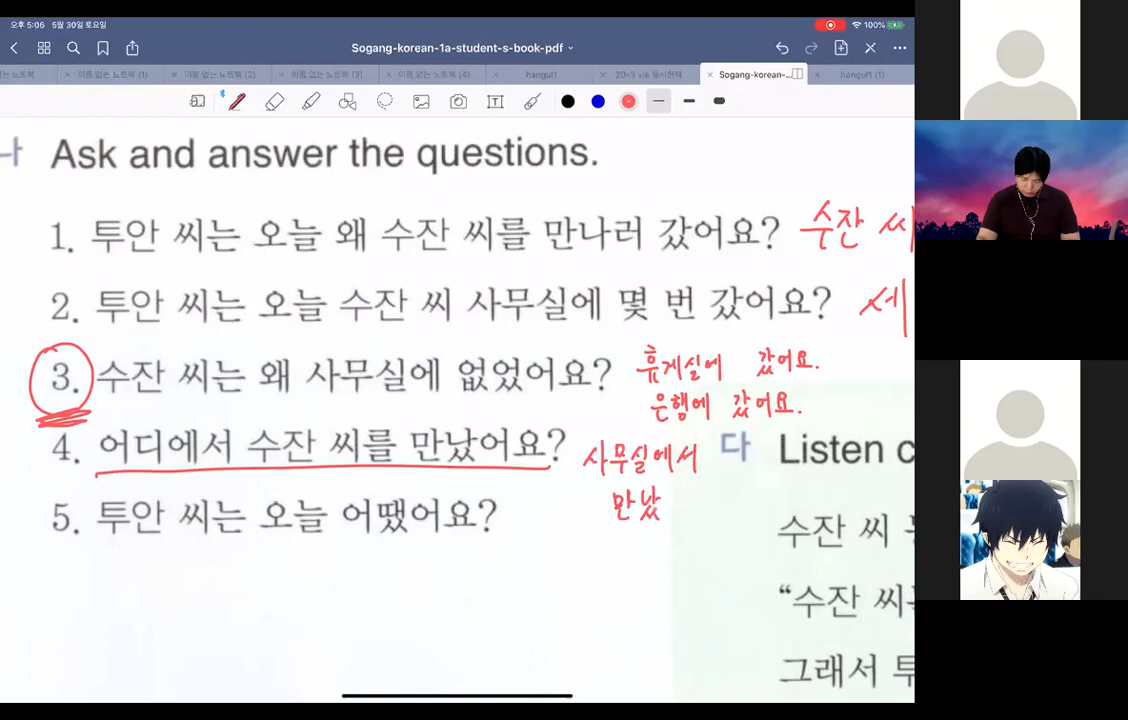 오후 5:06 5월 30일 토요일
100%
Sogang-korean-1a-student-s-book-pdf
이름 없는 노트북 (1)
이름 없는 노트북 (2)
이름 없는 노트북 (3)
이름 없는 노트북 (4)
hangul1
Sogang-korean-...
hangul1 (1)
나 Ask and answer the questions.
1. 투안 씨는 오늘 왜 수잔 씨를 만나러 갔어요? 수잔 씨
2. 투안 씨는 오늘 수잔 씨 사무실에 몇 번 갔어요? 세
3. 수잔 씨는 왜 사무실에 없었어요? 휴게실에 갔어요.
은행에 갔어요.
4. 어디에서 수잔 씨를 만났어요? 사무실에서
만났
5. 투안 씨는 오늘 어땠어요?
다 Listen c
수잔 씨
“수잔 씨
그래서 투